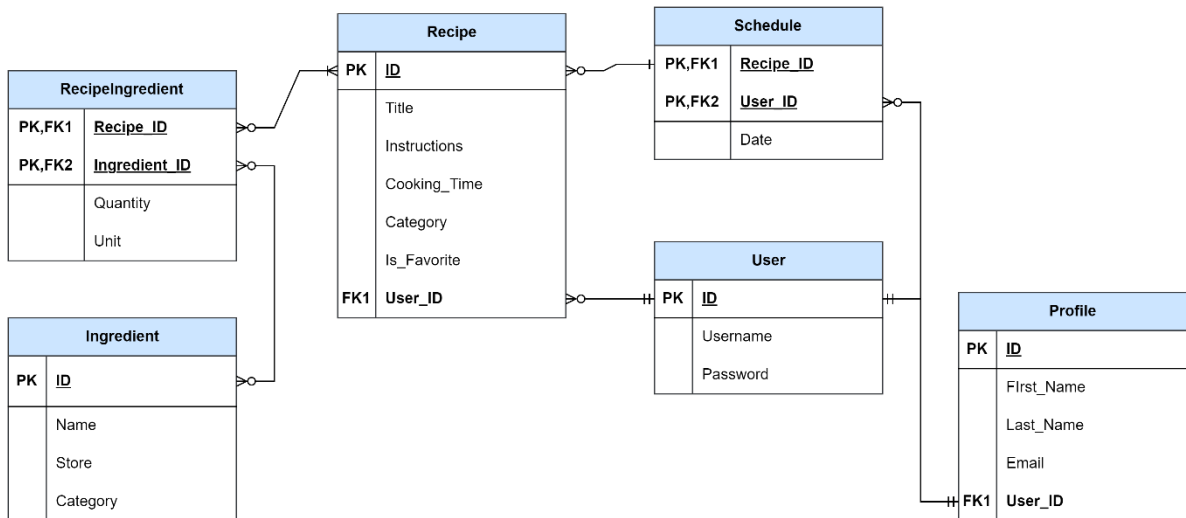 RecipeIngredient
PK,FK1 Recipe_ID
PK,FK2 Ingredient_ID
Quantity
Unit
Ingredient
PK ID
Name
Store
Category
Recipe
PK ID
Title
Instructions
Cooking_Time
Category
Is_Favorite
FK1 User_ID
Schedule
PK,FK1 Recipe_ID
PK,FK2 User_ID
Date
User
PK ID
Username
Password
Profile
PK ID
FIrst_Name
Last_Name
Email
FK1 User_ID